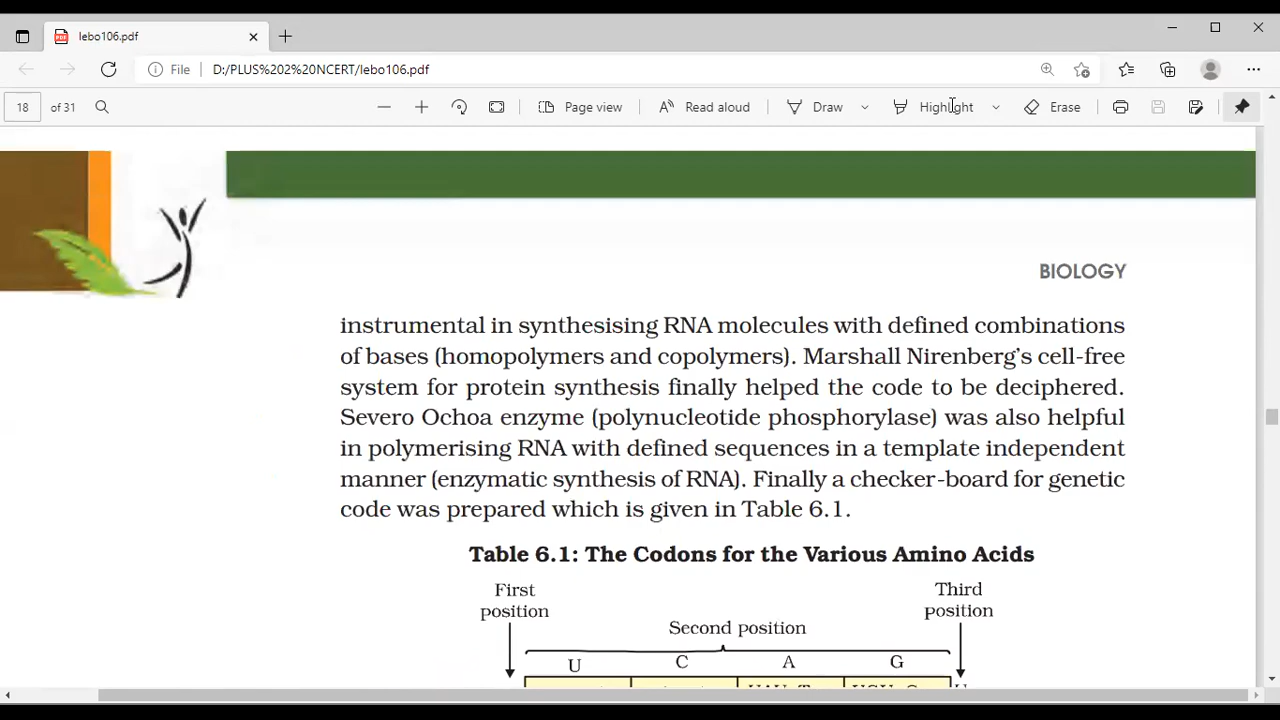 lebo106.pdf
File D:/PLUS%202%20NCERT/lebo106.pdf
18 of 31 Page view Read aloud Draw Highlight Erase
BIOLOGY
instrumental in synthesising RNA molecules with defined combinations
of bases (homopolymers and copolymers). Marshall Nirenberg's cell-free
system for protein synthesis finally helped the code to be deciphered.
Severo Ochoa enzyme (polynucleotide phosphorylase) was also helpful
in polymerising RNA with defined sequences in a template independent
manner (enzymatic synthesis of RNA). Finally a checker-board for genetic
code was prepared which is given in Table 6.1.
Table 6.1: The Codons for the Various Amino Acids
First position
Third position
Second position
U C A G